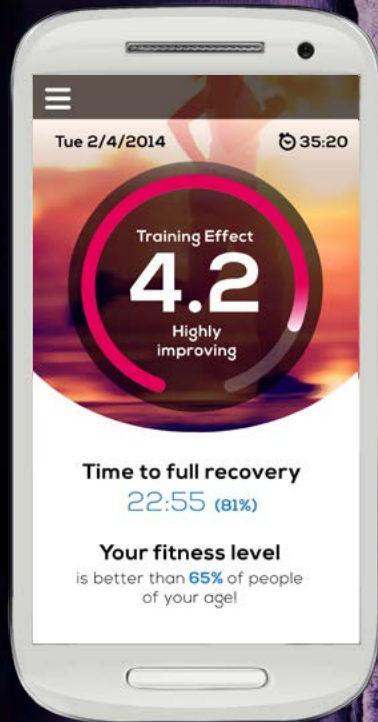 Tue 2/4/2014 35:20
Training Effect
4.2
Highly
improving
Time to full recovery
22:55 (81%)
Your fitness level
is better than 65% of people
of your age!